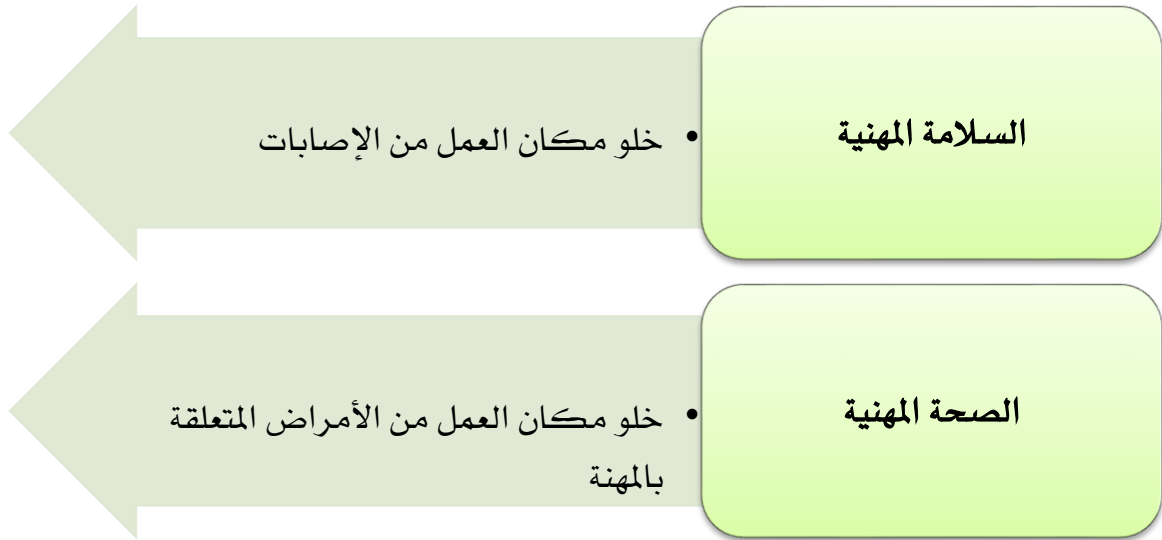 السلامة المهنية
• خلو مكان العمل من الإصابات
الصحة المهنية
• خلو مكان العمل من الأمراض المتعلقة
بالمهنة